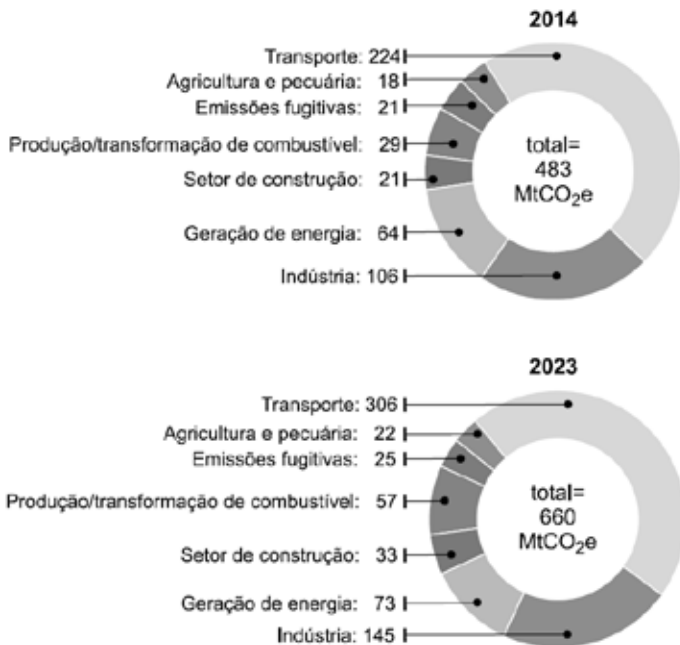 2014
Transporte: 224
Agricultura e pecuária: 18
Emissões fugitivas: 21
Produção/transformação de combustível: 29
Setor de construção: 21
Geração de energia: 64
Indústria: 106
total=
483
MtCO₂e
2023
Transporte: 306
Agricultura e pecuária: 22
Emissões fugitivas: 25
Produção/transformação de combustível: 57
Setor de construção: 33
Geração de energia: 73
Indústria: 145
total=
660
MtCO₂e